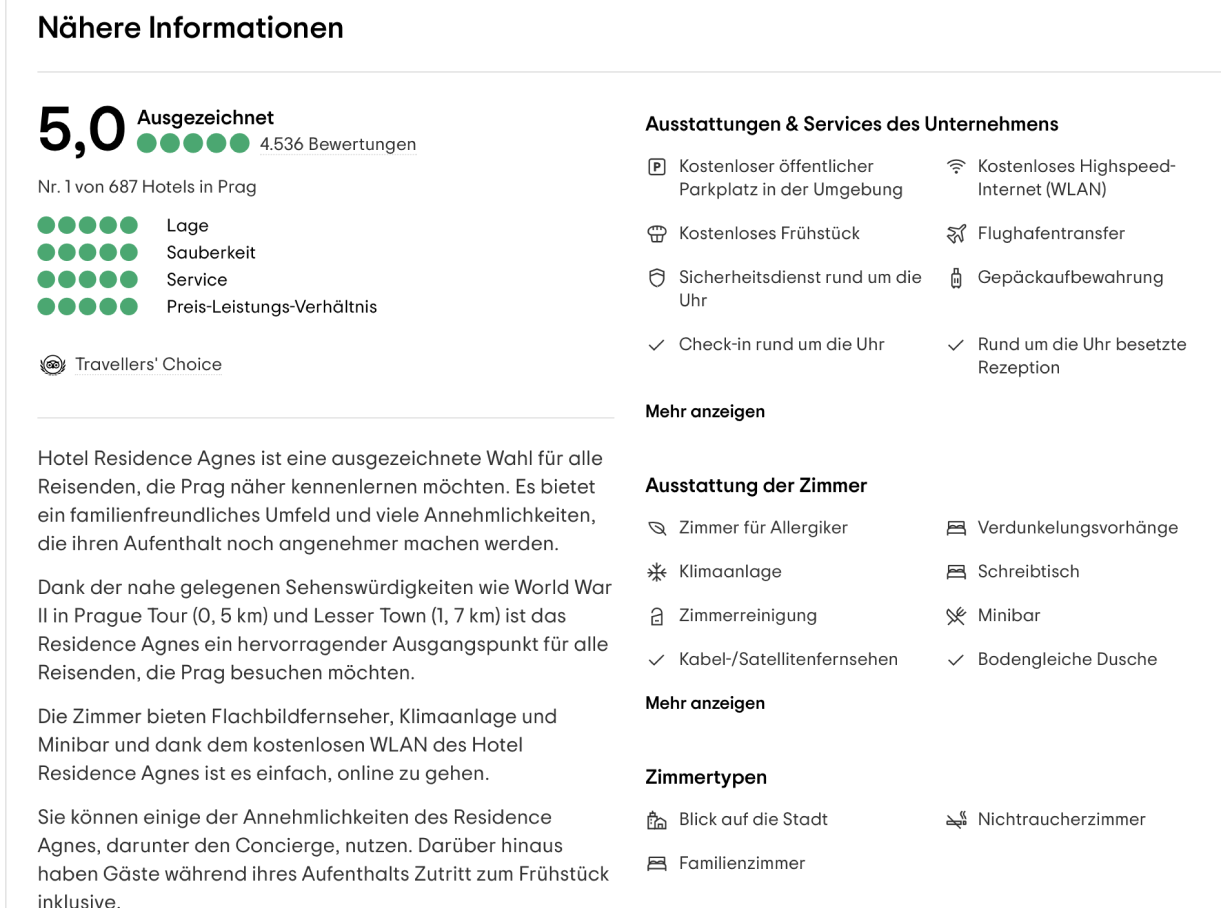 Nähere Informationen
5,0
Ausgezeichnet
4.536 Bewertungen
Nr. 1 von 687 Hotels in Prag
Lage
Sauberkeit
Service
Preis-Leistungs-Verhältnis
Travellers' Choice
Hotel Residence Agnes ist eine ausgezeichnete Wahl für alle
Reisenden, die Prag näher kennenlernen möchten. Es bietet
ein familienfreundliches Umfeld und viele Annehmlichkeiten,
die ihren Aufenthalt noch angenehmer machen werden.
Dank der nahe gelegenen Sehenswürdigkeiten wie World War
II in Prague Tour (0, 5 km) und Lesser Town (1, 7 km) ist das
Residence Agnes ein hervorragender Ausgangspunkt für alle
Reisenden, die Prag besuchen möchten.
Die Zimmer bieten Flachbildfernseher, Klimaanlage und
Minibar und dank dem kostenlosen WLAN des Hotel
Residence Agnes ist es einfach, online zu gehen.
Sie können einige der Annehmlichkeiten des Residence
Agnes, darunter den Concierge, nutzen. Darüber hinaus
haben Gäste während ihres Aufenthalts Zutritt zum Frühstück
inklusive.
Ausstattungen & Services des Unternehmens
P
Kostenloser öffentlicher
Parkplatz in der Umgebung
Kostenloses Highspeed-
Internet (WLAN)
Kostenloses Frühstück
Flughafentransfer
Sicherheitsdienst rund um die
Uhr
Gepäckaufbewahrung
Check-in rund um die Uhr
Rund um die Uhr besetzte
Rezeption
Mehr anzeigen
Ausstattung der Zimmer
Zimmer für Allergiker
Verdunkelungsvorhänge
Klimaanlage
Schreibtisch
Zimmerreinigung
Minibar
Kabel-/Satellitenfernsehen
Bodengleiche Dusche
Mehr anzeigen
Zimmertypen
Blick auf die Stadt
Nichtraucherzimmer
Familienzimmer